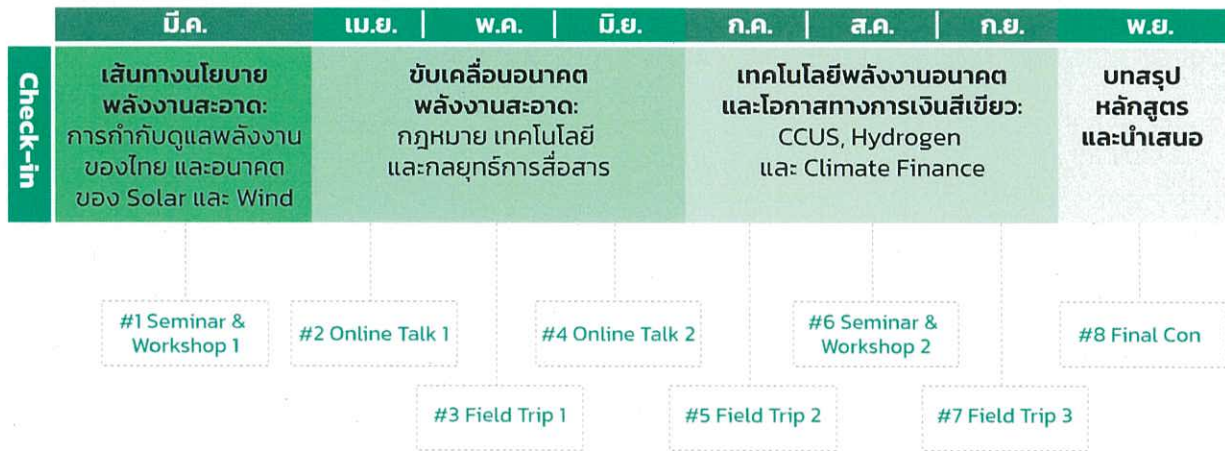 มี.ค.
เม.ย.
พ.ค.
มิ.ย.
ก.ค.
ส.ค.
ก.ย.
พ.ย.
Check-in
เส้นทางนโยบาย
พลังงานสะอาด:
การกำกับดูแลพลังงาน
ของไทย และอนาคต
ของ Solar และ Wind
ขับเคลื่อนอนาคต
พลังงานสะอาด:
กฎหมาย เทคโนโลยี
และกลยุทธ์การสื่อสาร
เทคโนโลยีพลังงานอนาคต
และโอกาสทางการเงินสีเขียว:
CCUS, Hydrogen
และ Climate Finance
บทสรุป
หลักสูตร
และนำเสนอ
#1 Seminar &
Workshop 1
#2 Online Talk 1
#3 Field Trip 1
#4 Online Talk 2
#5 Field Trip 2
#6 Seminar &
Workshop 2
#7 Field Trip 3
#8 Final Con